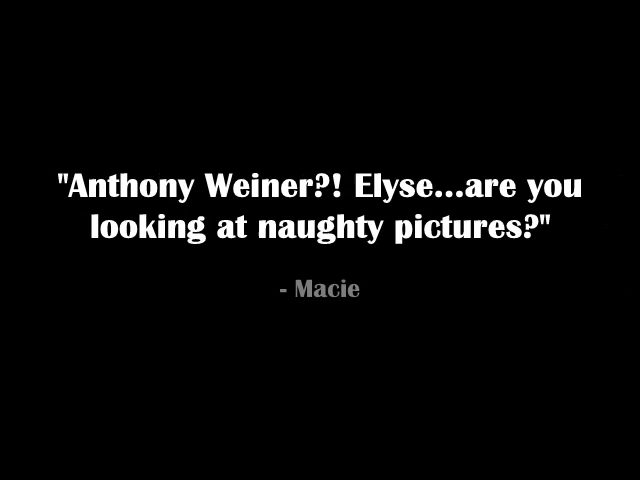 "Anthony Weiner?! Elyse...are you
looking at naughty pictures?"
- Macie